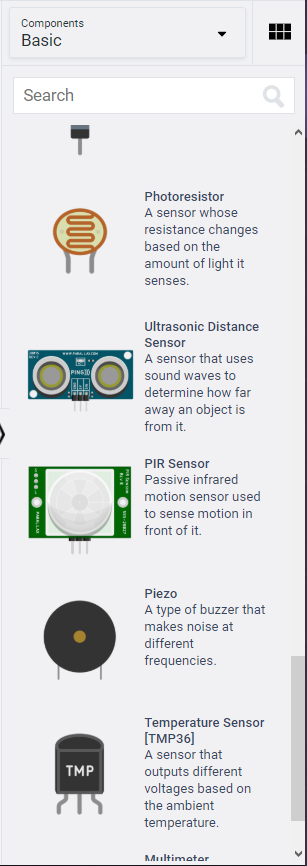 Components
Basic
Search
Photoresistor
A sensor whose
resistance changes
based on the
amount of light it
senses.
Ultrasonic Distance
Sensor
A sensor that uses
sound waves to
determine how far
away an object is
from it.
PING)))
PIR Sensor
Passive infrared
motion sensor used
to sense motion in
front of it.
Piezo
A type of buzzer that
makes noise at
different
frequencies.
Temperature Sensor
[TMP36]
A sensor that
outputs different
voltages based on
the ambient
temperature.
TMP
Multimeter